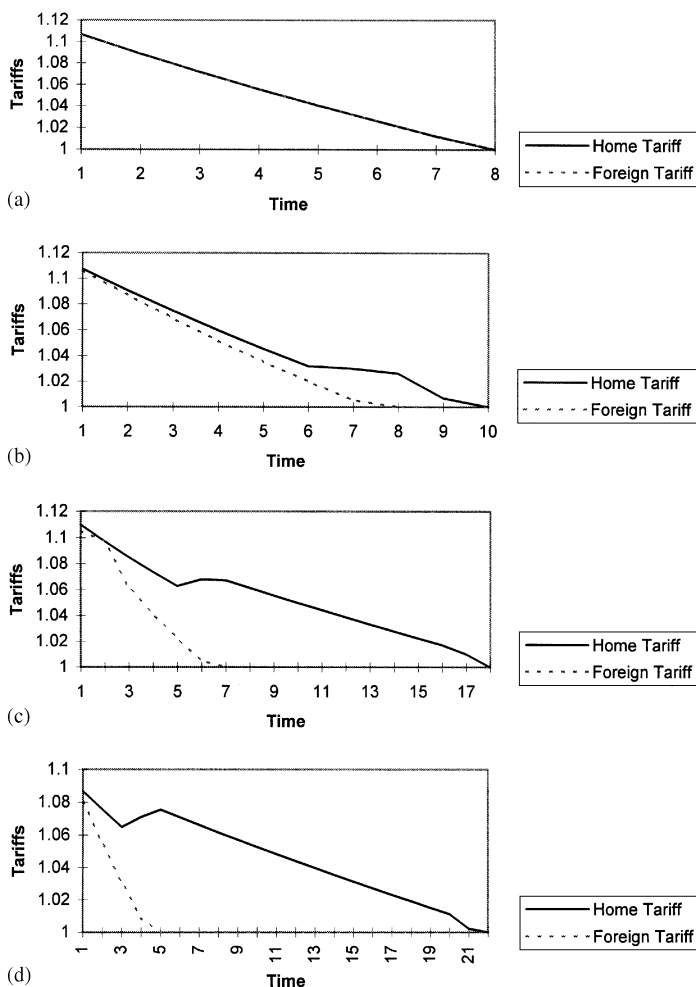 1.12
1.1
1.08
1.06
1.04
1.02
1
Tariffs
1 2 3 4 5 6 7 8
Time
Home Tariff
Foreign Tariff
(a)
1.12
1.1
1.08
1.06
1.04
1.02
1
Tariffs
1 2 3 4 5 6 7 8 9 10
Time
Home Tariff
Foreign Tariff
(b)
1.12
1.1
1.08
1.06
1.04
1.02
1
Tariffs
1 3 5 7 9 11 13 15 17
Time
Home Tariff
Foreign Tariff
(c)
1.1
1.08
1.06
1.04
1.02
1
Tariffs
1 3 5 7 9 11 13 15 17 19 21
Time
Home Tariff
Foreign Tariff
(d)